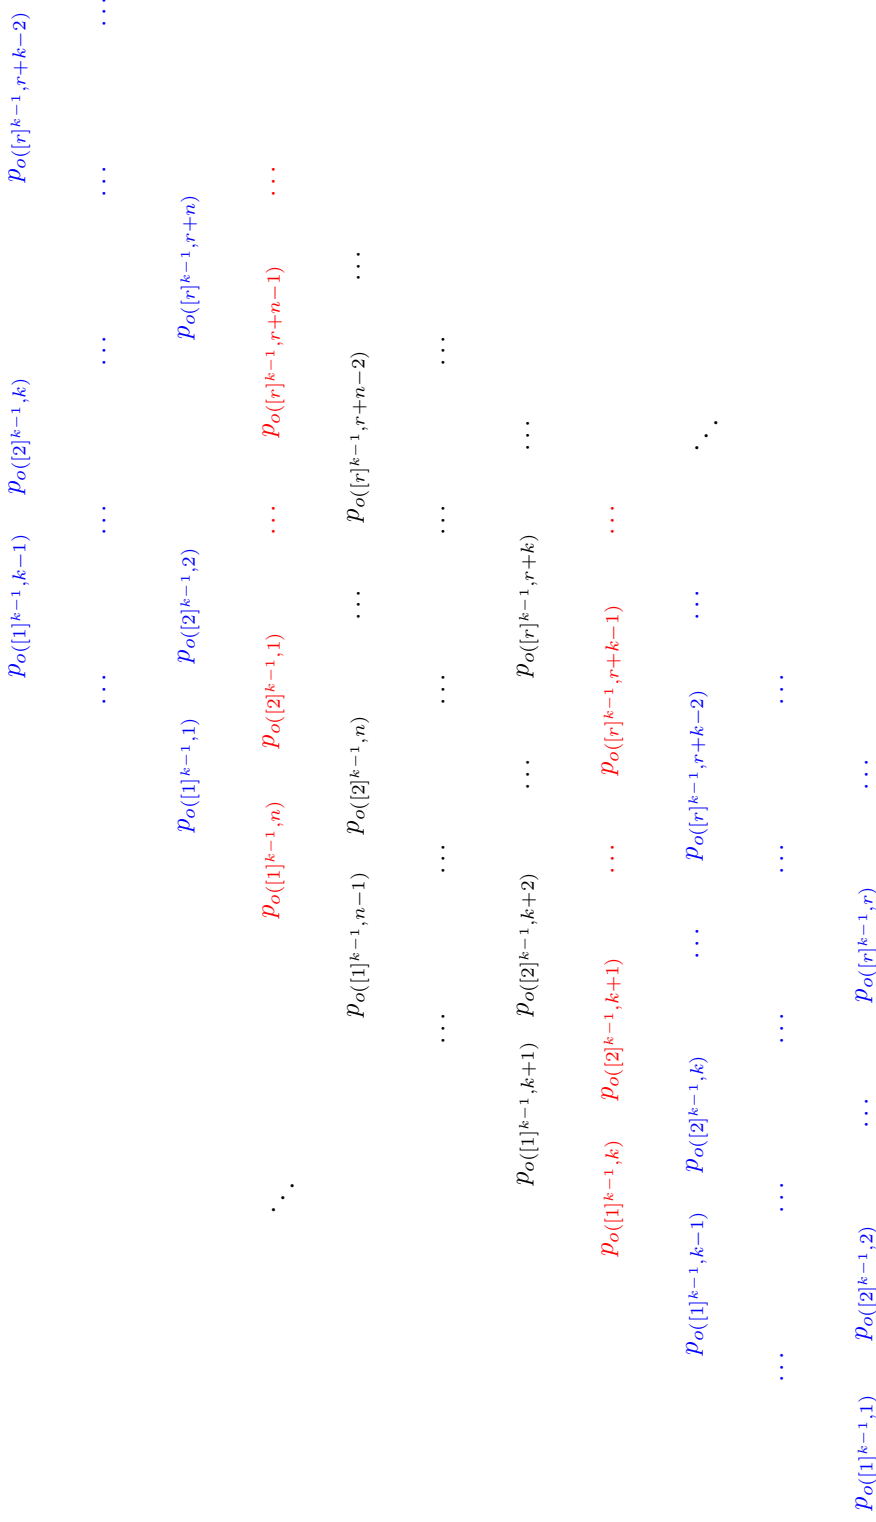 $p_{o([1]^{k-1},k-1)}$ $p_{o([2]^{k-1},k)}$ $p_{o([r]^{k-1},r+k-2)}$
… … … … …
$p_{o([1]^{k-1},1)}$ $p_{o([2]^{k-1},2)}$ $p_{o([r]^{k-1},r+n)}$
⋱ $p_{o([1]^{k-1},n)}$ $p_{o([2]^{k-1},1)}$ … $p_{o([r]^{k-1},r+n-1)}$ …
$p_{o([1]^{k-1},n-1)}$ $p_{o([2]^{k-1},n)}$ … $p_{o([r]^{k-1},r+n-2)}$ …
… … … … …
$p_{o([1]^{k-1},k+1)}$ $p_{o([2]^{k-1},k+2)}$ … $p_{o([r]^{k-1},r+k)}$ …
$p_{o([1]^{k-1},k)}$ $p_{o([2]^{k-1},k+1)}$ … $p_{o([r]^{k-1},r+k-1)}$ …
$p_{o([1]^{k-1},k-1)}$ $p_{o([2]^{k-1},k)}$ … $p_{o([r]^{k-1},r+k-2)}$ … ⋱
… … … … …
$p_{o([1]^{k-1},1)}$ $p_{o([2]^{k-1},2)}$ … $p_{o([r]^{k-1},r)}$ …